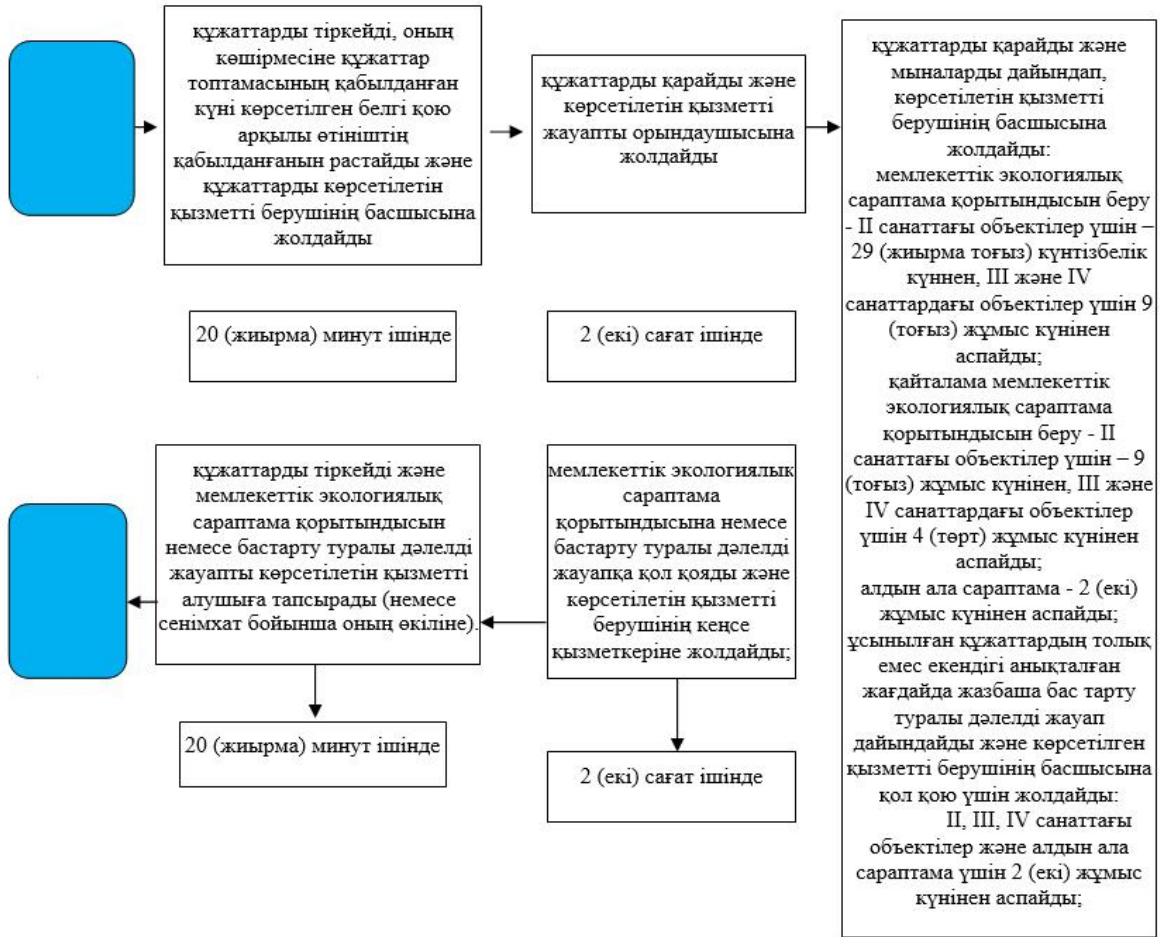 құжаттарды тіркейді, оның
көшірмесіне құжаттар
топтамасының қабылданған
күні көрсетілген белгі қою
арқылы өтініштің
қабылданғанын растайды және
құжаттарды көрсетілетін
қызметті берушінің басшысына
жолдайды
20 (жиырма) минут ішінде
құжаттарды қарайды және
көрсетілетін қызметті
жауапты орындаушысына
жолдайды
2 (екі) сағат ішінде
құжаттарды қарайды және
мыналарды дайындап,
көрсетілетін қызметті
берушінің басшысына
жолдайды:
мемлекеттік экологиялық
сараптама қорытындысын беру
- II санаттағы объектілер үшін –
29 (жиырма тоғыз) күнтізбелік
күннен, III және IV
санаттардағы объектілер үшін 9
(тоғыз) жұмыс күнінен
аспайды;
қайталама мемлекеттік
экологиялық сараптама
қорытындысын беру - II
санаттағы объектілер үшін – 9
(тоғыз) жұмыс күнінен, III және
IV санаттардағы объектілер
үшін 4 (төрт) жұмыс күнінен
аспайды;
алдын ала сараптама - 2 (екі)
жұмыс күнінен аспайды;
ұсынылған құжаттардың толық
емес екендігі анықталған
жағдайда жазбаша бас тарту
туралы дәлелді жауап
дайындайды және көрсетілген
қызметті берушінің басшысына
қол қою үшін жолдайды:
II, III, IV санаттағы
объектілер және алдын ала
сараптама үшін 2 (екі) жұмыс
күнінен аспайды;
мемлекеттік экологиялық
сараптама
қорытындысына немесе
бастарту туралы дәлелді
жауапқа қол қояды және
көрсетілетін қызметті
берушінің кеңсе
қызметкеріне жолдайды;
2 (екі) сағат ішінде
құжаттарды тіркейді және
мемлекеттік экологиялық
сараптама қорытындысын
немесе бастарту туралы дәлелді
жауапты көрсетілетін қызметті
алушыға тапсырады (немесе
сенімхат бойынша оның өкіліне).
20 (жиырма) минут ішінде